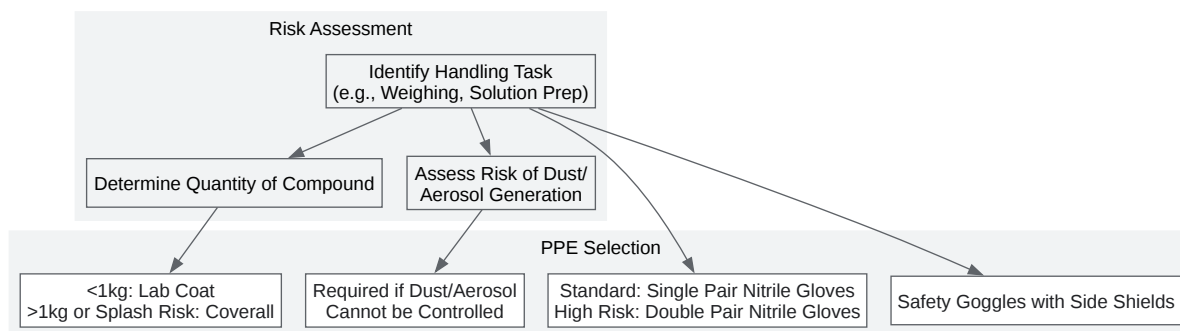 Risk Assessment
Identify Handling Task
(e.g., Weighing, Solution Prep)
Determine Quantity of Compound
Assess Risk of Dust/
Aerosol Generation
PPE Selection
<1kg: Lab Coat
>1kg or Splash Risk: Coverall
Required if Dust/Aerosol
Cannot be Controlled
Standard: Single Pair Nitrile Gloves
High Risk: Double Pair Nitrile Gloves
Safety Goggles with Side Shields